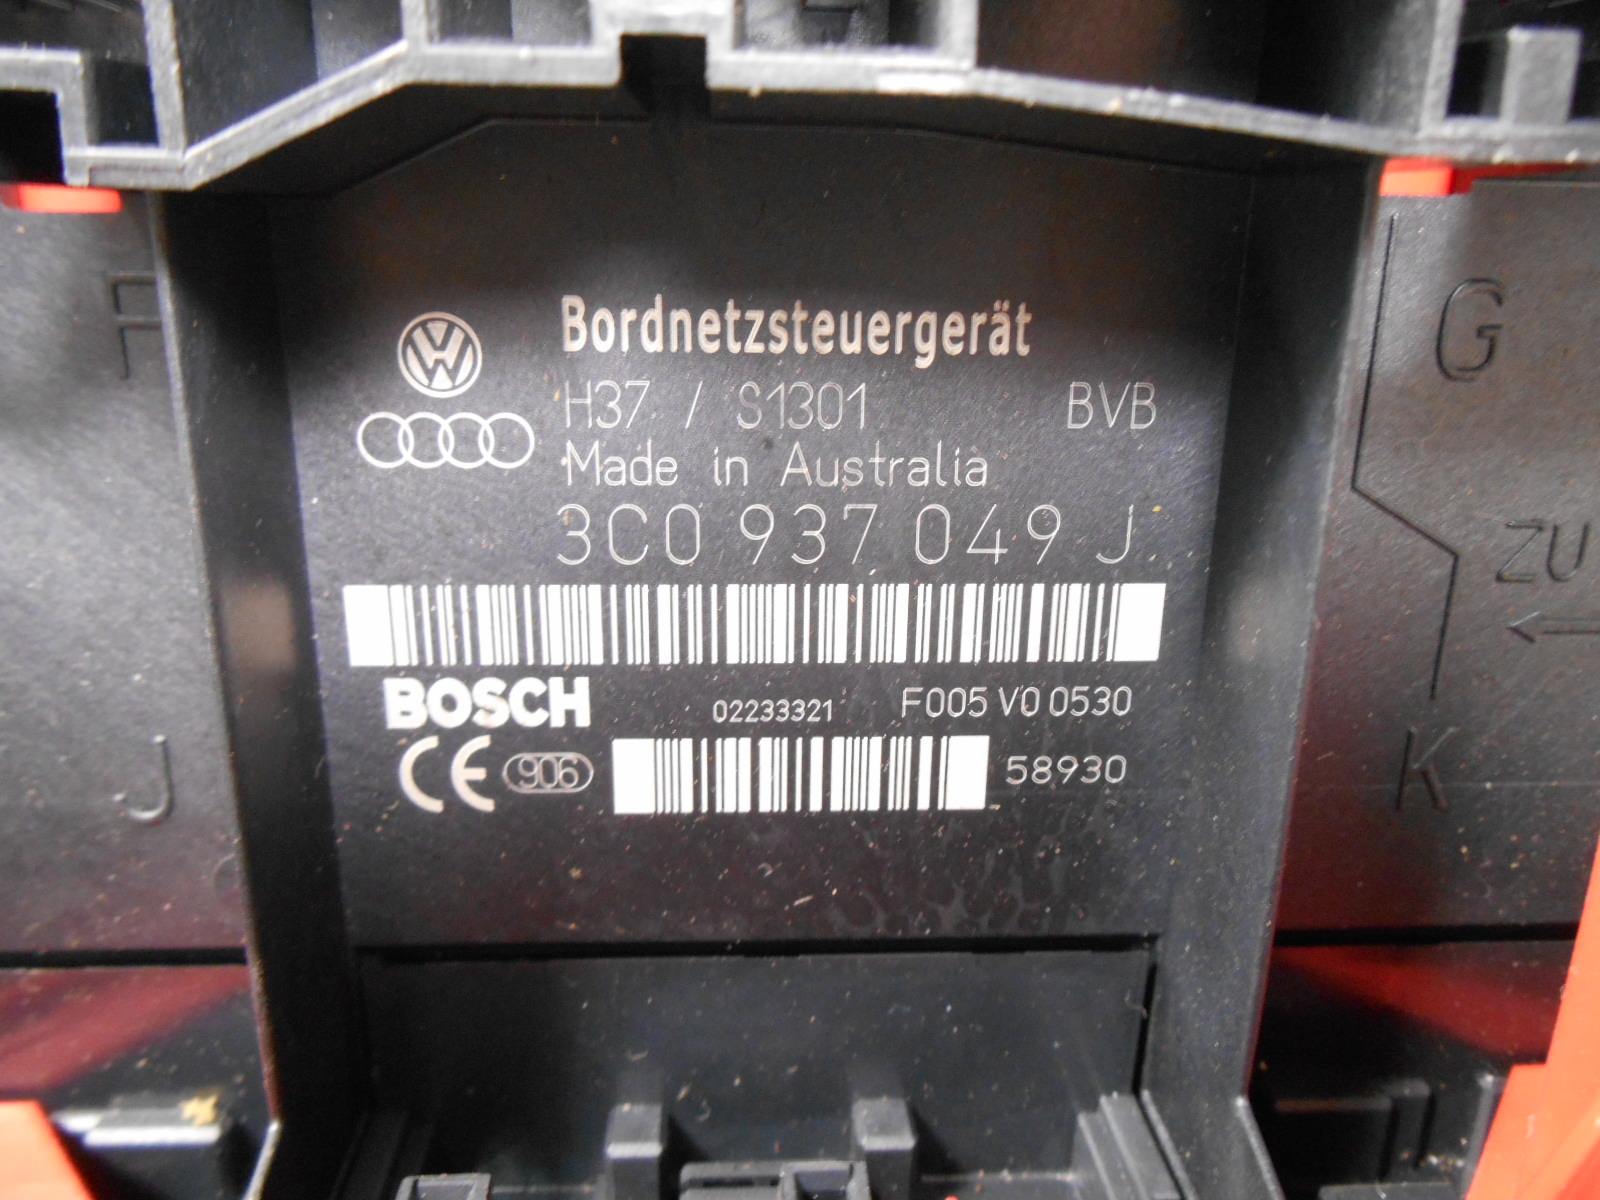 Bordnetzsteuergerät
H37 / S1301 BVB
Made in Australia
3C0 937 049 J
BOSCH 02233321 F005 V0 0530
CE 906 58930
F
J
G
ZU
K